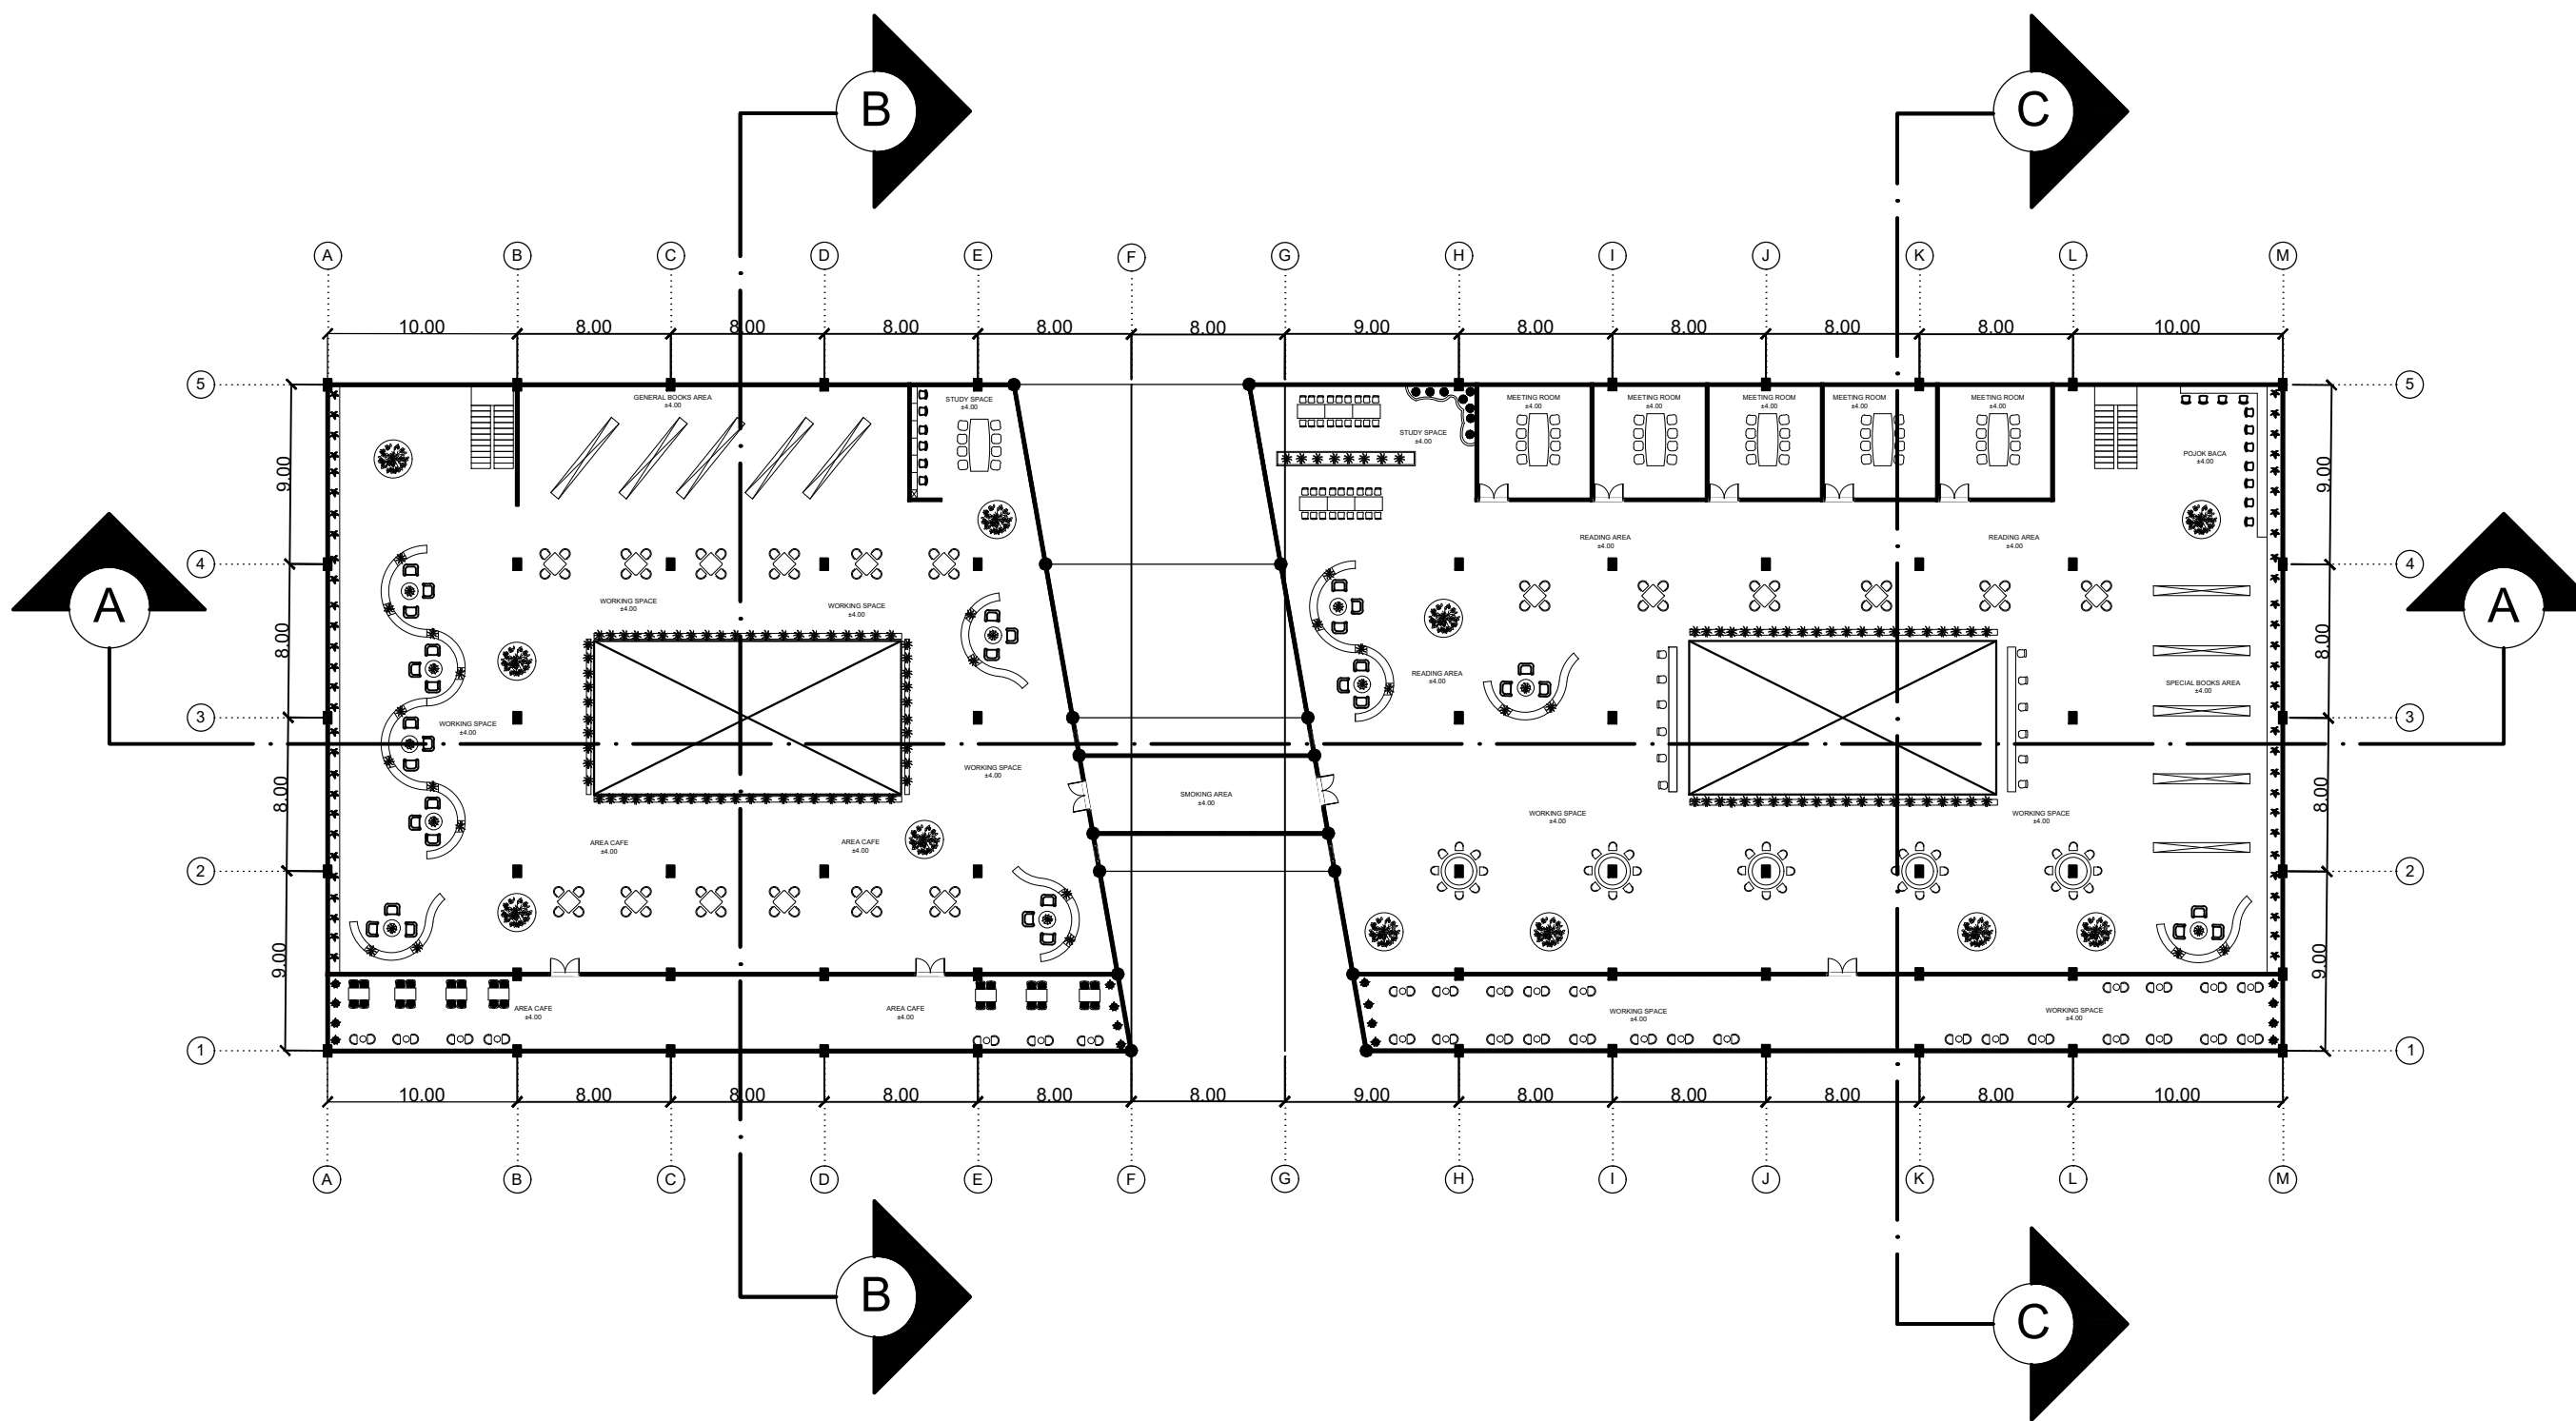 B
C
A B C D E F G H I J K L M
10.00 8.00 8.00 8.00 8.00 8.00 9.00 8.00 8.00 8.00 8.00 10.00
5
5
GENERAL BOOKS AREA
±4.00
STUDY SPACE
±4.00
MEETING ROOM
±4.00
MEETING ROOM
±4.00
MEETING ROOM
±4.00
MEETING ROOM
±4.00
MEETING ROOM
±4.00
STUDY SPACE
±4.00
POJOK BACA
±4.00
9.00
9.00
READING AREA
±4.00
READING AREA
±4.00
4
4
A
A
WORKING SPACE
±4.00
WORKING SPACE
±4.00
8.00
8.00
READING AREA
±4.00
SPECIAL BOOKS AREA
±4.00
3
3
WORKING SPACE
±4.00
WORKING SPACE
±4.00
SMOKING AREA
±4.00
8.00
8.00
WORKING SPACE
±4.00
WORKING SPACE
±4.00
AREA CAFE
±4.00
AREA CAFE
±4.00
2
2
9.00
9.00
AREA CAFE
±4.00
AREA CAFE
±4.00
WORKING SPACE
±4.00
WORKING SPACE
±4.00
1
1
10.00 8.00 8.00 8.00 8.00 8.00 9.00 8.00 8.00 8.00 8.00 10.00
A B C D E F G H I J K L M
B
C